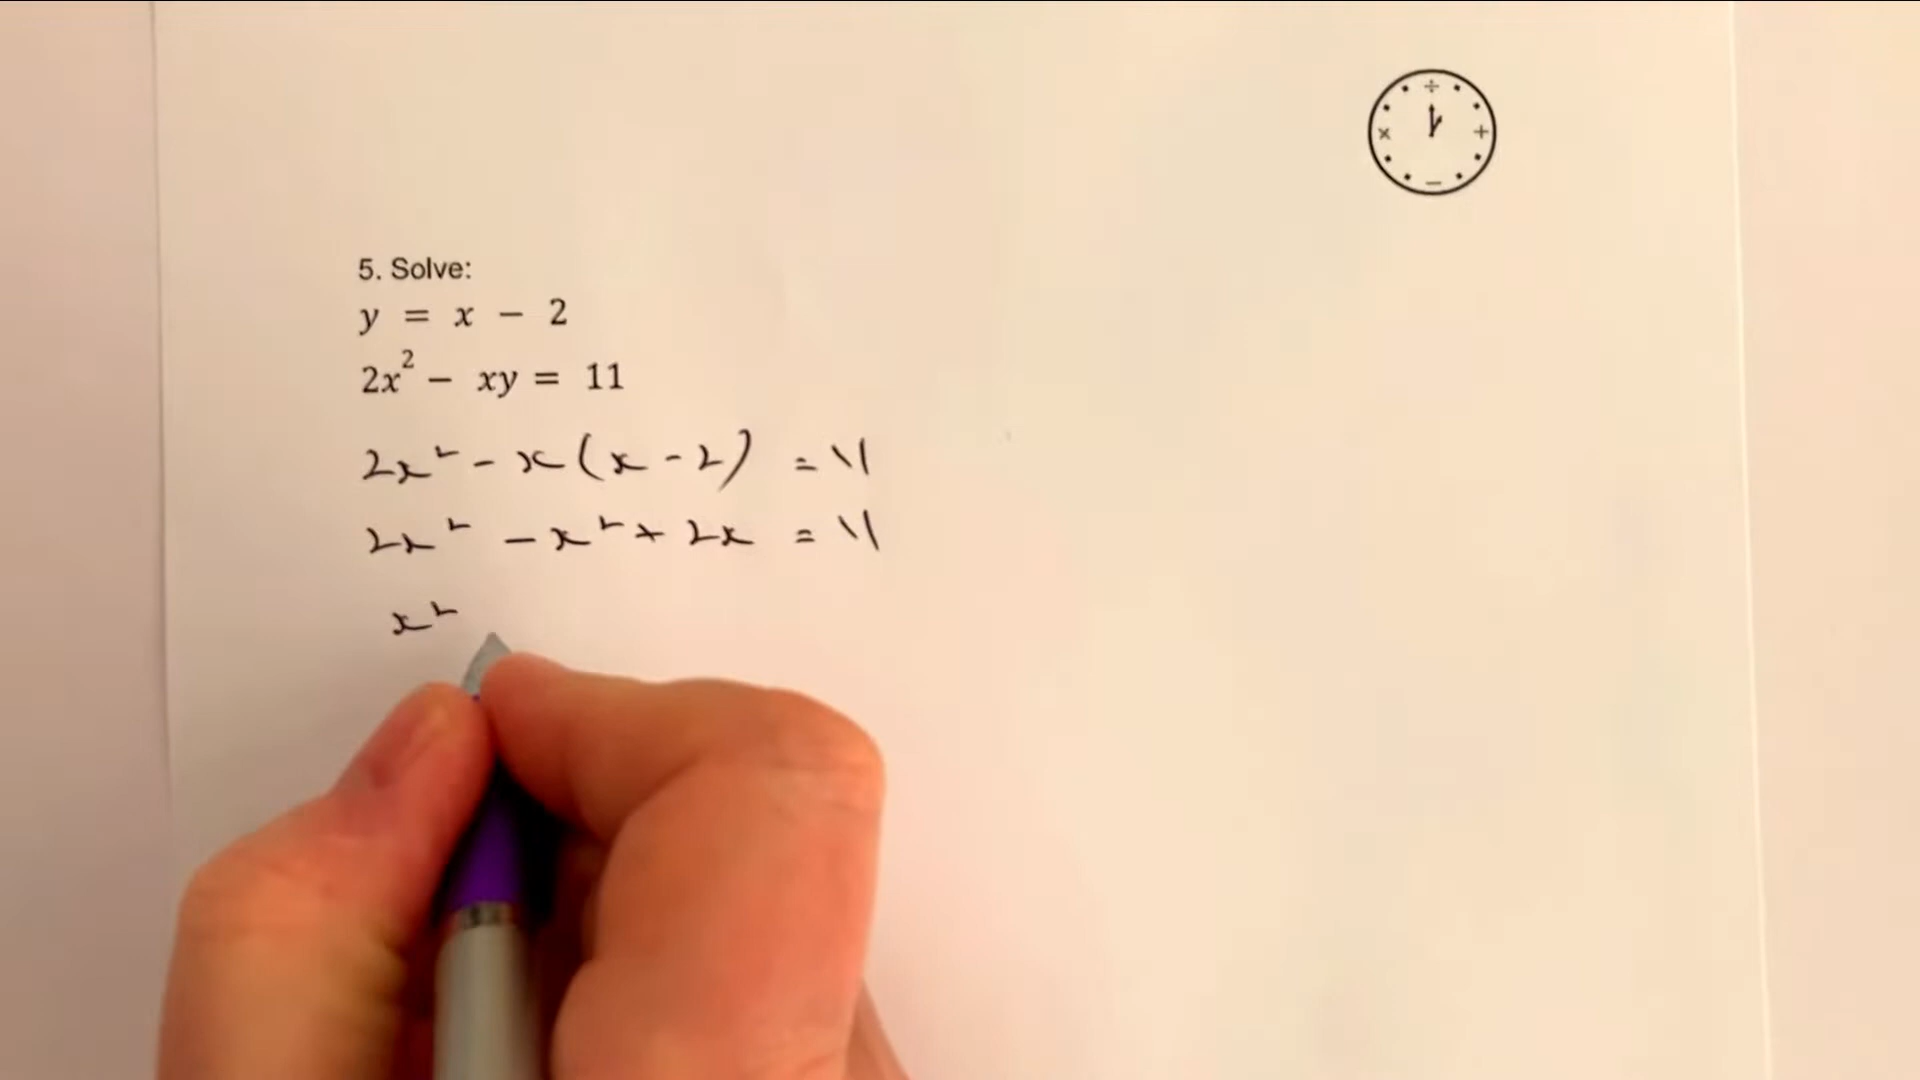 5. Solve:
y = x − 2
2x² − xy = 11
2x² − x(x − 2) = 11
2x² − x² + 2x = 11
x²